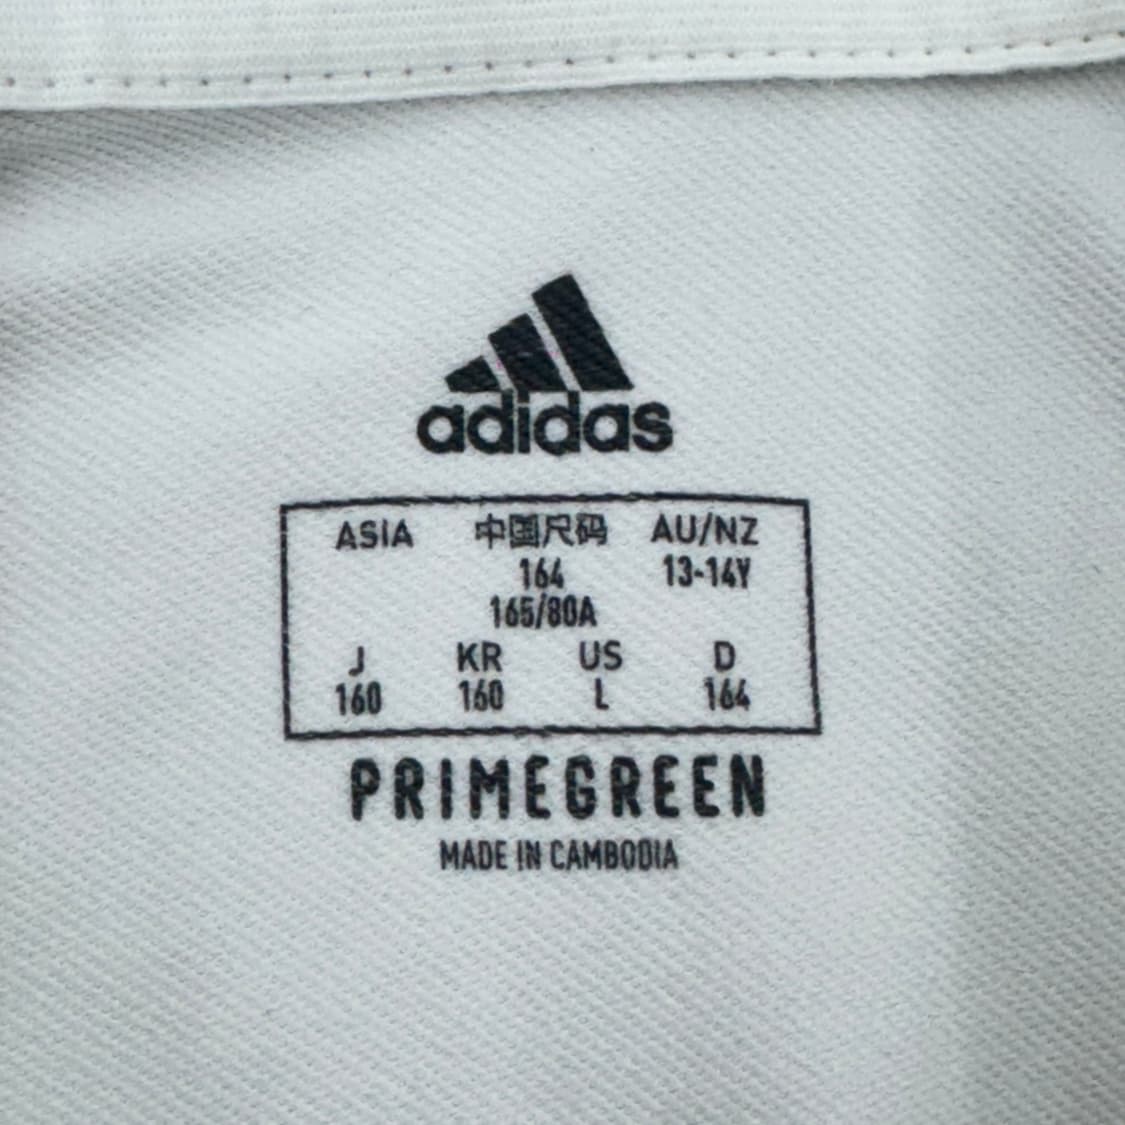 adidas
ASIA 中国尺码 AU/NZ
164 13-14Y
165/80A
J KR US D
160 160 L 164
PRIMEGREEN
MADE IN CAMBODIA